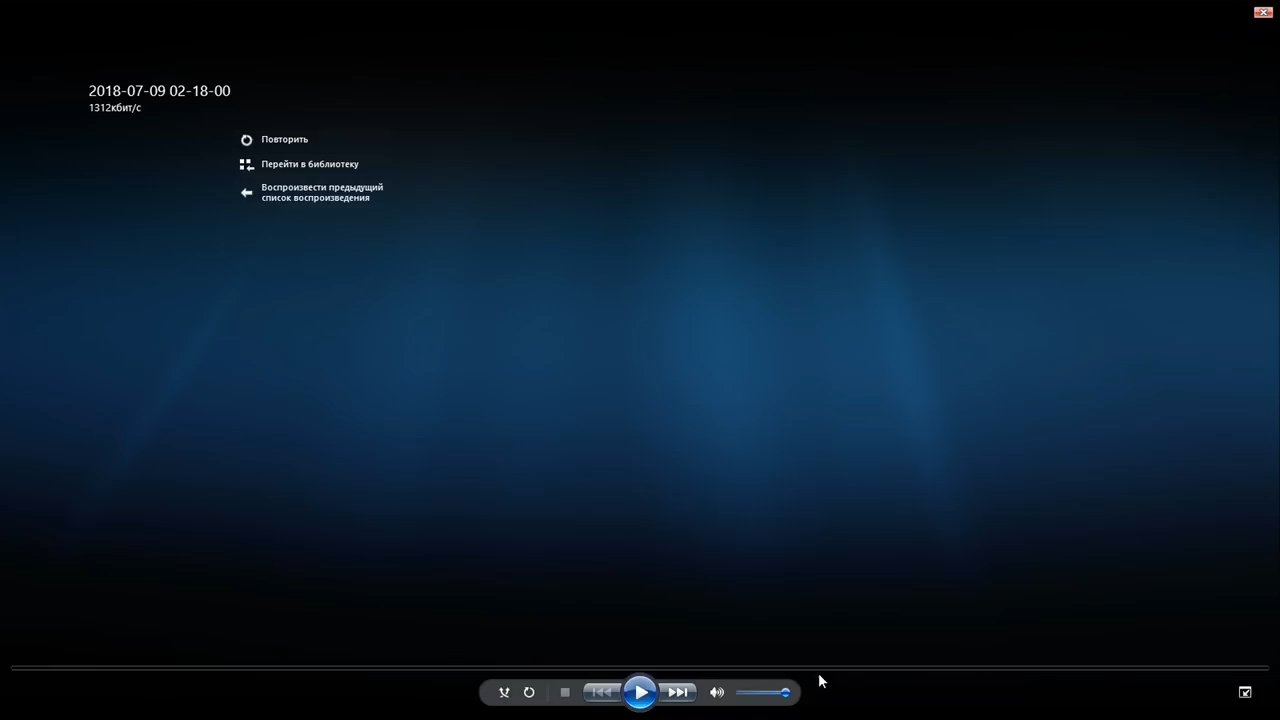 2018-07-09 02-18-00
1312кбит/с
Повторить
Перейти в библиотеку
Воспроизвести предыдущий
список воспроизведения